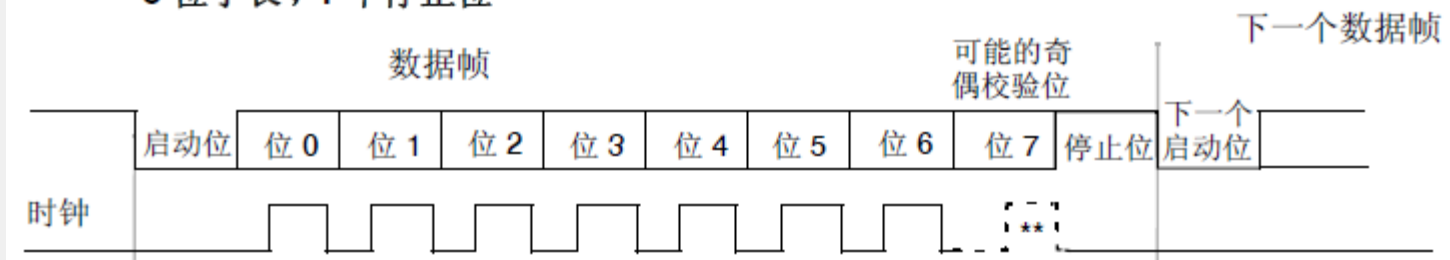 下一个数据帧
数据帧
可能的奇
偶校验位
启动位 位 0 位 1 位 2 位 3 位 4 位 5 位 6 位 7 停止位 下一个
启动位
时钟
**